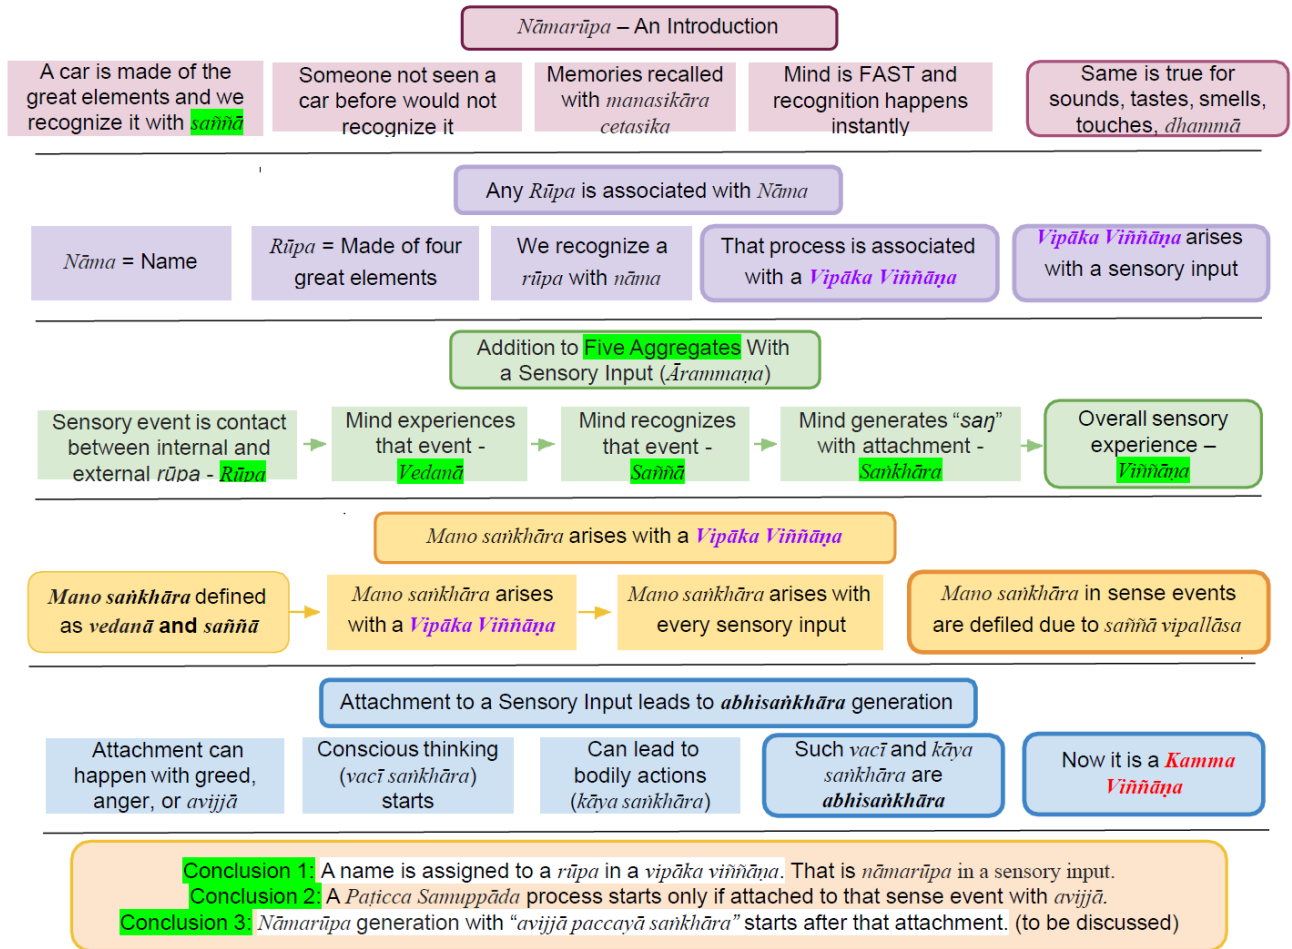 Nāmarūpa – An Introduction
A car is made of the
great elements and we
recognize it with saññā
Someone not seen a
car before would not
recognize it
Memories recalled
with manasikāra
cetasika
Mind is FAST and
recognition happens
instantly
Same is true for
sounds, tastes, smells,
touches, dhammā
Any Rūpa is associated with Nāma
Nāma = Name
Rūpa = Made of four
great elements
We recognize a
rūpa with nāma
That process is associated
with a Vipāka Viññāṇa
Vipāka Viññāṇa arises
with a sensory input
Addition to Five Aggregates With
a Sensory Input (Ārammaṇa)
Sensory event is contact
between internal and
external rūpa - Rūpa
Mind experiences
that event -
Vedanā
Mind recognizes
that event -
Saññā
Mind generates “saŋ”
with attachment -
Saṅkhāra
Overall sensory
experience –
Viññāṇa
Mano saṅkhāra arises with a Vipāka Viññāṇa
Mano saṅkhāra defined
as vedanā and saññā
Mano saṅkhāra arises
with a Vipāka Viññāṇa
Mano saṅkhāra arises with
every sensory input
Mano saṅkhāra in sense events
are defiled due to saññā vipallāsa
Attachment to a Sensory Input leads to abhisaṅkhāra generation
Attachment can
happen with greed,
anger, or avijjā
Conscious thinking
(vacī saṅkhāra)
starts
Can lead to
bodily actions
(kāya saṅkhāra)
Such vacī and kāya
saṅkhāra are
abhisaṅkhāra
Now it is a Kamma
Viññāṇa
Conclusion 1: A name is assigned to a rūpa in a vipāka viññāṇa. That is nāmarūpa in a sensory input.
Conclusion 2: A Paṭicca Samuppāda process starts only if attached to that sense event with avijjā.
Conclusion 3: Nāmarūpa generation with “avijjā paccayā saṅkhāra” starts after that attachment. (to be discussed)